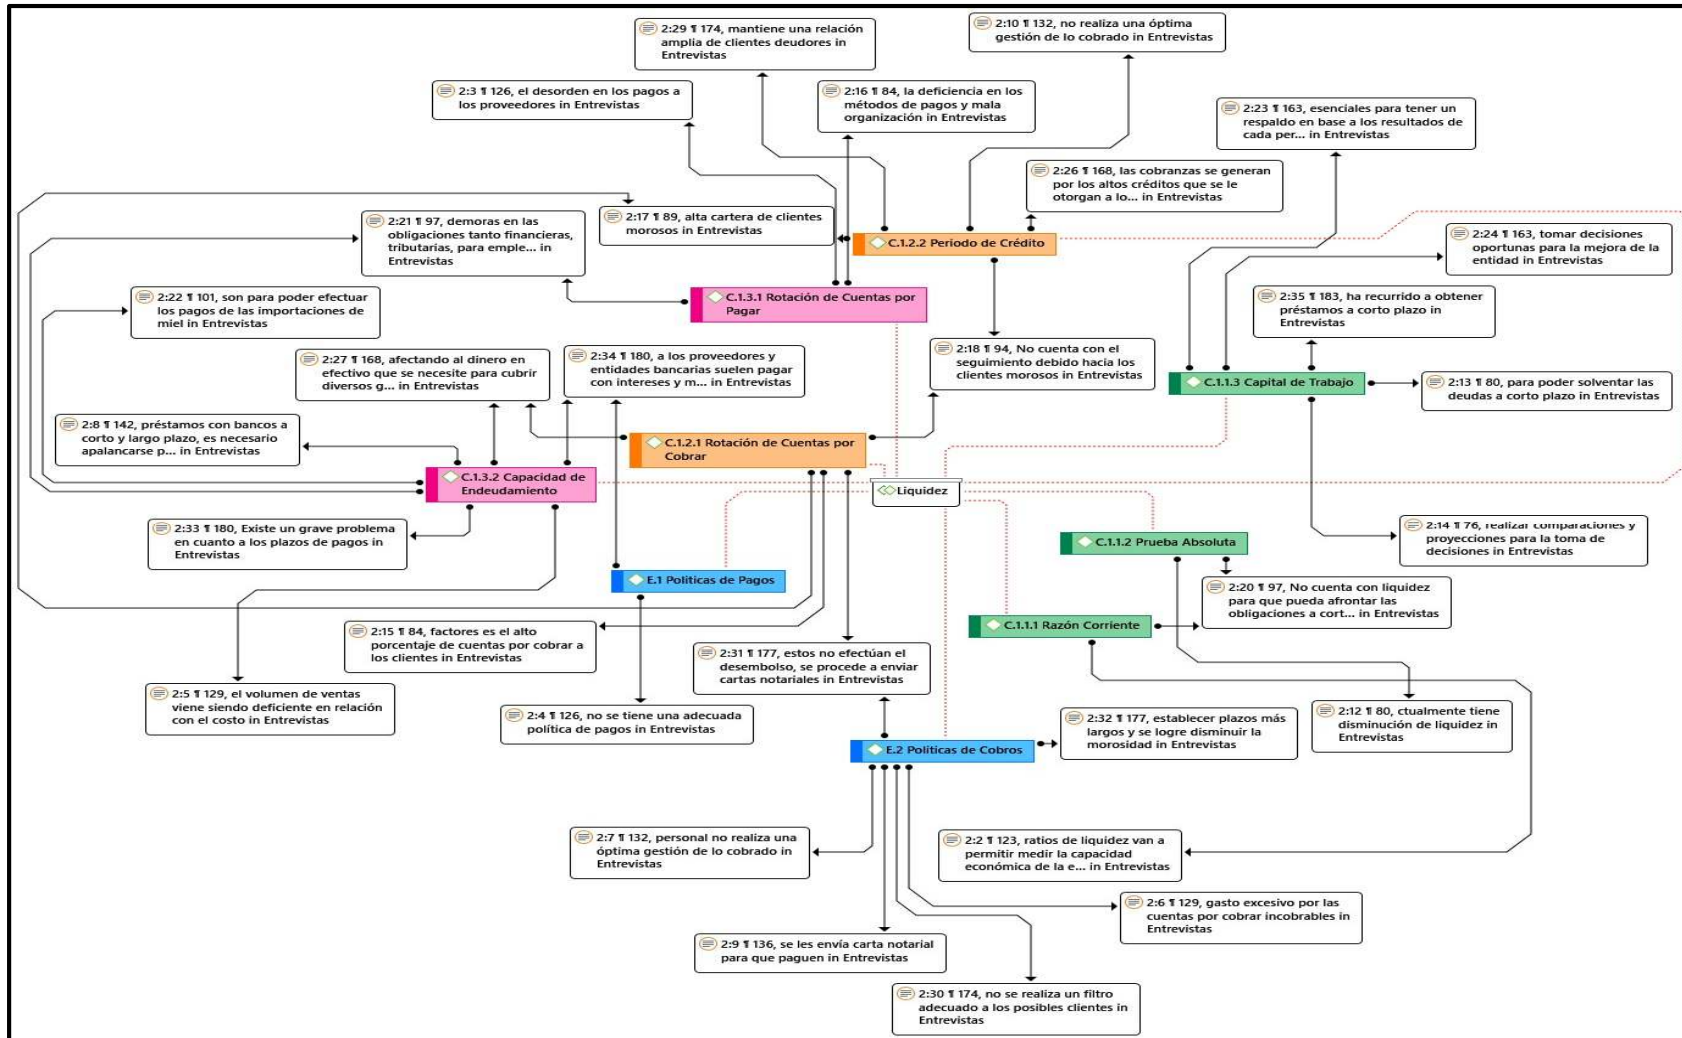 2:29 ¶ 174, mantiene una relación
amplia de clientes deudores in
Entrevistas
2:10 ¶ 132, no realiza una óptima
gestión de lo cobrado in Entrevistas
2:3 ¶ 126, el desorden en los pagos a
los proveedores in Entrevistas
2:16 ¶ 84, la deficiencia en los
métodos de pagos y mala
organización in Entrevistas
2:23 ¶ 163, esenciales para tener un
respaldo en base a los resultados de
cada per... in Entrevistas
2:26 ¶ 168, las cobranzas se generan
por los altos créditos que se le
otorgan a lo... in Entrevistas
2:17 ¶ 89, alta cartera de clientes
morosos in Entrevistas
2:21 ¶ 97, demoras en las
obligaciones tanto financieras,
tributarias, para emple... in
Entrevistas
C.1.2.2 Periodo de Crédito
2:24 ¶ 163, tomar decisiones
oportunas para la mejora de la
entidad in Entrevistas
2:22 ¶ 101, son para poder efectuar
los pagos de las importaciones de
miel in Entrevistas
C.1.3.1 Rotación de Cuentas por
Pagar
2:35 ¶ 183, ha recurrido a obtener
préstamos a corto plazo in
Entrevistas
2:27 ¶ 168, afectando al dinero en
efectivo que se necesite para cubrir
diversos g... in Entrevistas
2:34 ¶ 180, a los proveedores y
entidades bancarias suelen pagar
con intereses y m... in Entrevistas
2:18 ¶ 94, No cuenta con el
seguimiento debido hacia los
clientes morosos in Entrevistas
C.1.1.3 Capital de Trabajo
2:13 ¶ 80, para poder solventar las
deudas a corto plazo in Entrevistas
2:8 ¶ 142, préstamos con bancos a
corto y largo plazo, es necesario
apalancarse p... in Entrevistas
C.1.2.1 Rotación de Cuentas por
Cobrar
C.1.3.2 Capacidad de
Endeudamiento
Liquidez
2:33 ¶ 180, Existe un grave problema
en cuanto a los plazos de pagos in
Entrevistas
C.1.1.2 Prueba Absoluta
2:14 ¶ 76, realizar comparaciones y
proyecciones para la toma de
decisiones in Entrevistas
E.1 Politicas de Pagos
2:20 ¶ 97, No cuenta con liquidez
para que pueda afrontar las
obligaciones a cort... in
Entrevistas
2:15 ¶ 84, factores es el alto
porcentaje de cuentas por cobrar a
los clientes in Entrevistas
C.1.1.1 Razón Corriente
2:31 ¶ 177, estos no efectúan el
desembolso, se procede a enviar
cartas notariales in Entrevistas
2:5 ¶ 129, el volumen de ventas
viene siendo deficiente en relación
con el costo in Entrevistas
2:4 ¶ 126, no se tiene una adecuada
política de pagos in Entrevistas
2:32 ¶ 177, establecer plazos más
largos y se logre disminuir la
morosidad in Entrevistas
2:12 ¶ 80, ctualmente tiene
disminución de liquidez in
Entrevistas
E.2 Politicas de Cobros
2:7 ¶ 132, personal no realiza una
óptima gestión de lo cobrado in
Entrevistas
2:2 ¶ 123, ratios de liquidez van a
permitir medir la capacidad
económica de la e... in Entrevistas
2:6 ¶ 129, gasto excesivo por las
cuentas por cobrar incobrables in
Entrevistas
2:9 ¶ 136, se les envía carta notarial
para que paguen in Entrevistas
2:30 ¶ 174, no se realiza un filtro
adecuado a los posibles clientes in
Entrevistas